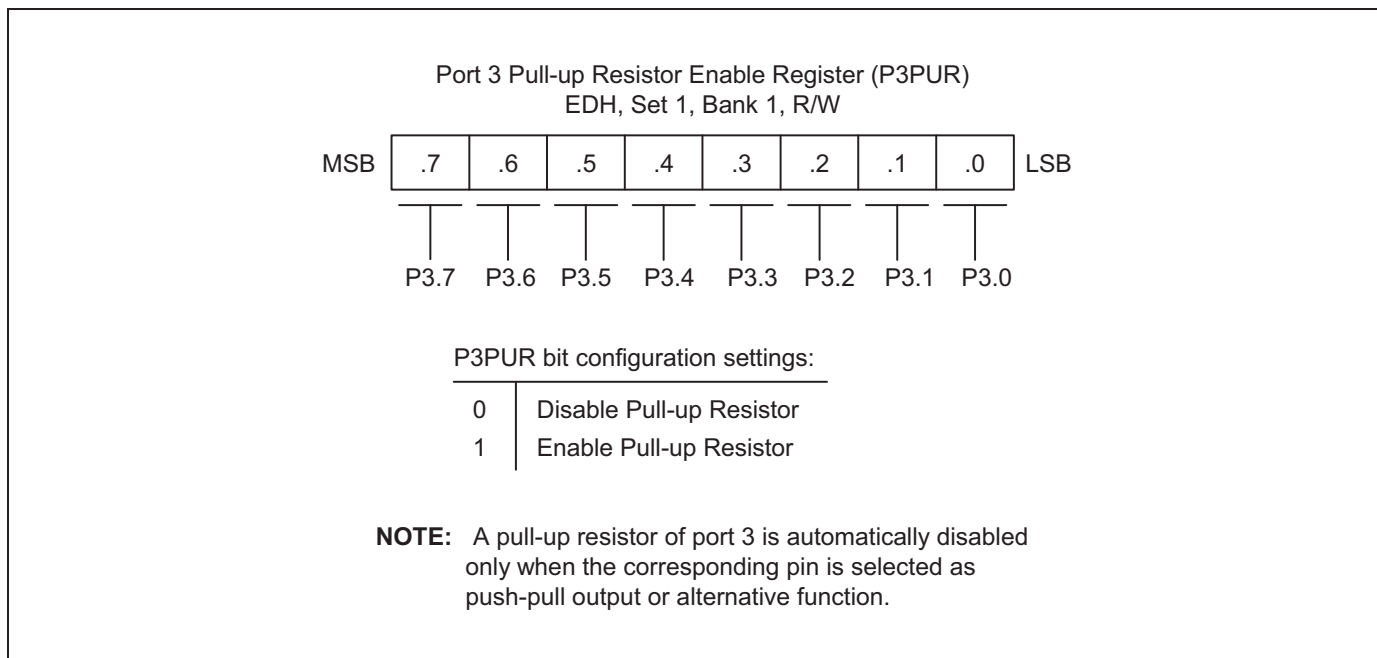 Port 3 Pull-up Resistor Enable Register (P3PUR)
EDH, Set 1, Bank 1, R/W
MSB .7 .6 .5 .4 .3 .2 .1 .0 LSB
P3.7 P3.6 P3.5 P3.4 P3.3 P3.2 P3.1 P3.0
P3PUR bit configuration settings:
0 Disable Pull-up Resistor
1 Enable Pull-up Resistor
NOTE: A pull-up resistor of port 3 is automatically disabled
only when the corresponding pin is selected as
push-pull output or alternative function.